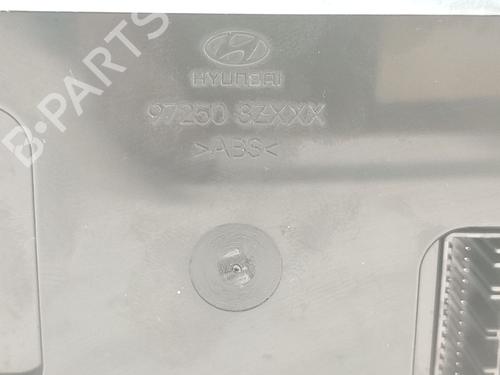 B-PARTS
HYUNDAI
97250 3ZXXX
>ABS<